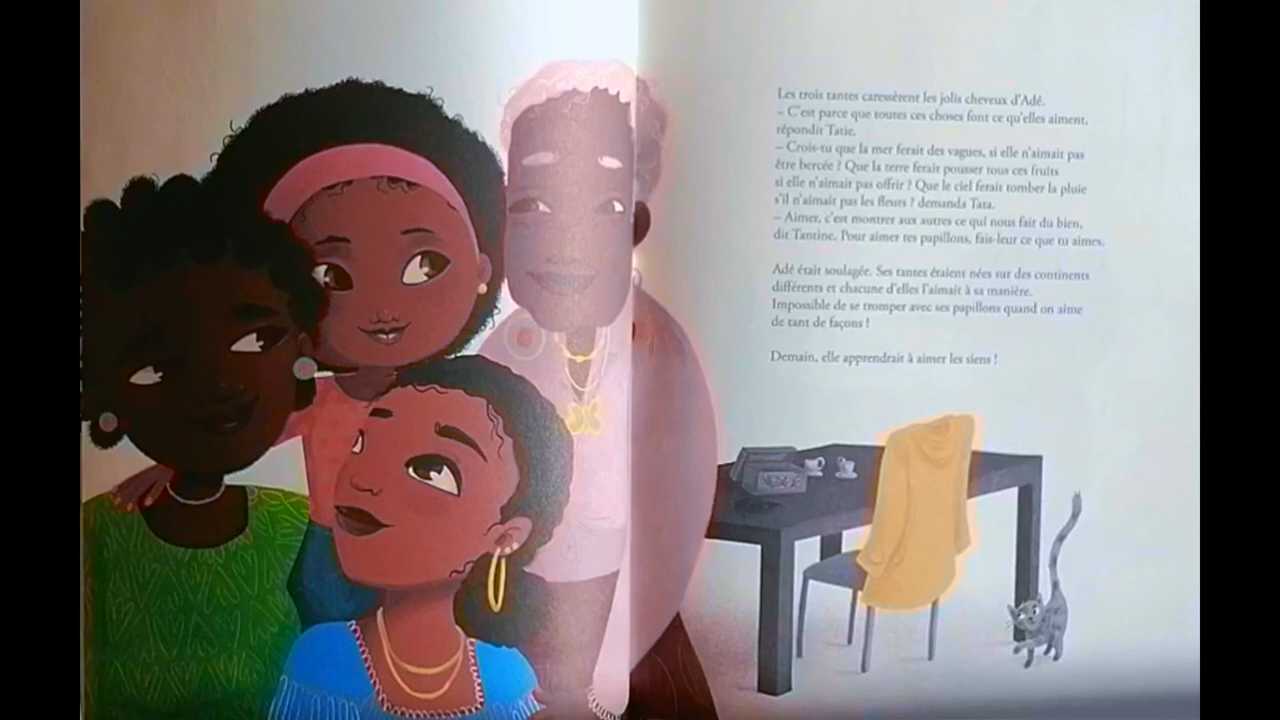 Les trois tantes caressèrent les jolis cheveux d'Adé.
– C'est parce que toutes ces choses font ce qu'elles aiment,
répondit Tatie.
– Crois-tu que la mer ferait des vagues, si elle n'aimait pas
être bercée ? Que la terre ferait pousser tous ces fruits
si elle n'aimait pas offrir ? Que le ciel ferait tomber la pluie
s'il n'aimait pas les fleurs ? demanda Tata.
– Aimer, c'est montrer aux autres ce qui nous fait du bien,
dit Tantine. Pour aimer tes papillons, fais-leur ce que tu aimes.
Adé était soulagée. Ses tantes étaient nées sur des continents
différents et chacune d'elles l'aimait à sa manière.
Impossible de se tromper avec ses papillons quand on aime
de tant de façons !
Demain, elle apprendrait à aimer les siens !